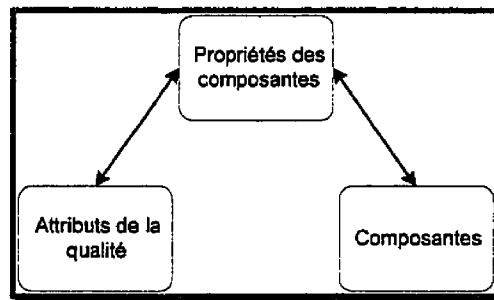 Propriétés des
composantes
Attributs de la
qualité
Composantes